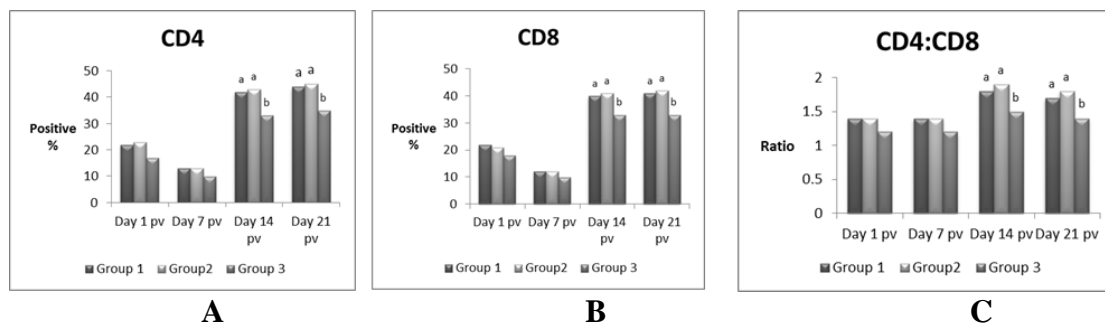 CD4
50
40
30
20
10
0
Positive
%
a a
b
a a
b
Day 1 pv Day 7 pv Day 14 pv Day 21 pv
Group 1 Group2 Group 3
A
CD8
50
40
30
20
10
0
Positive
%
a a
b
a a
b
Day 1 pv Day 7 pv Day 14 pv Day 21 pv
Group 1 Group2 Group 3
B
CD4:CD8
2
1.5
1
0.5
0
Ratio
a a
b
a a
b
Day 1 pv Day 7 pv Day 14 pv Day 21 pv
Group 1 Group2 Group 3
C